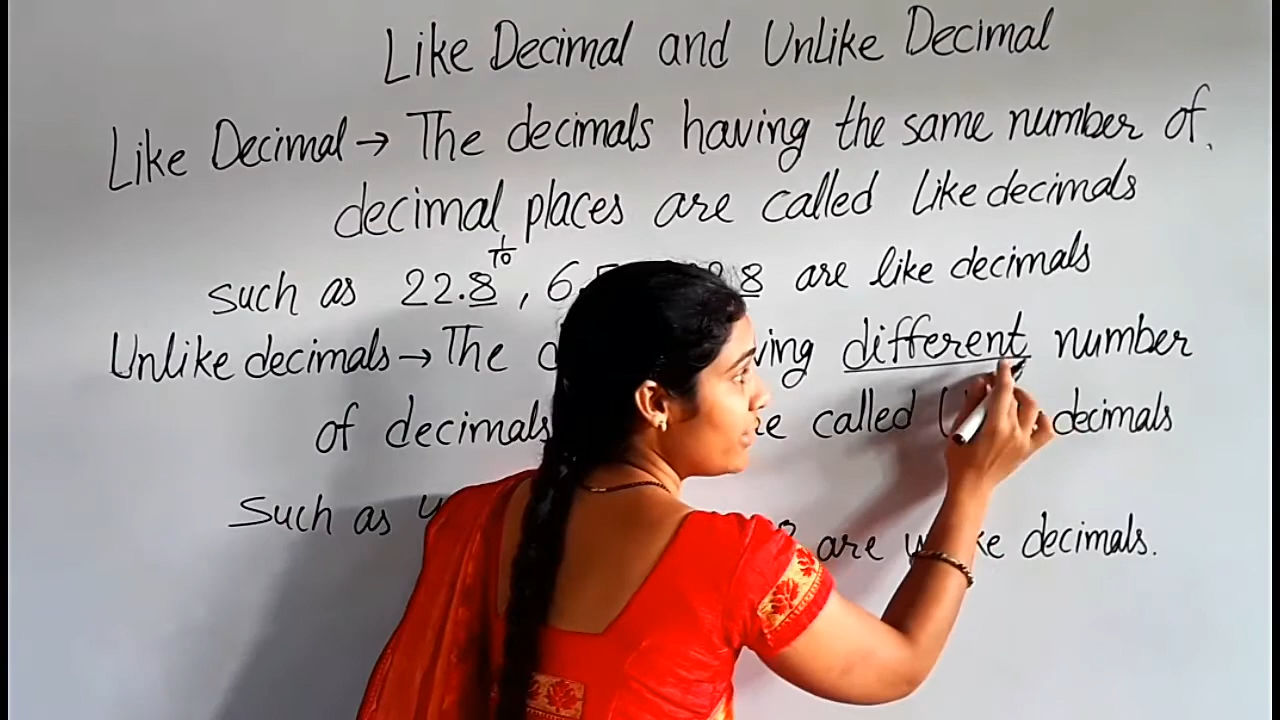 Like Decimal and Unlike Decimal
Like Decimal → The decimals having the same number of
decimal places are called like decimals
such as 22.8 1/10 , 6. 8 are like decimals
Unlike decimals → The different number
of decimals called decimals
Such as are decimals.